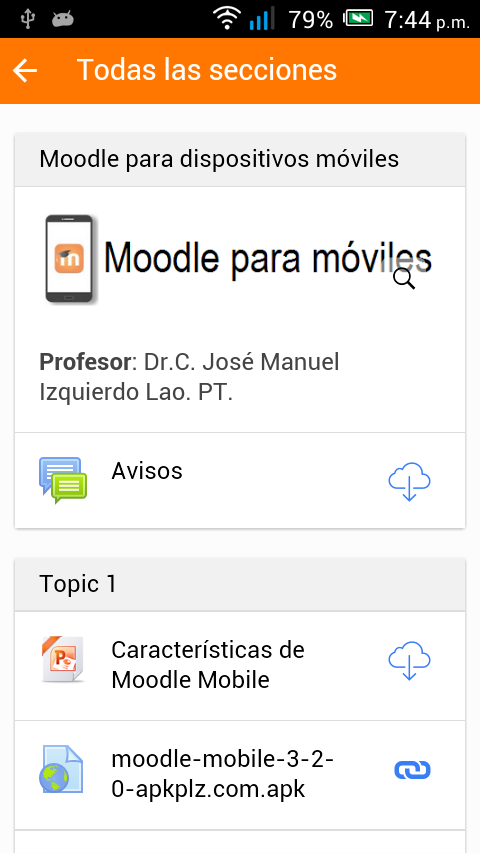 79% 7:44 p.m.
Todas las secciones
Moodle para dispositivos móviles
m
Moodle para móviles
Profesor: Dr.C. José Manuel
Izquierdo Lao. PT.
Avisos
Topic 1
P
Características de
Moodle Mobile
moodle-mobile-3-2-
0-apkplz.com.apk